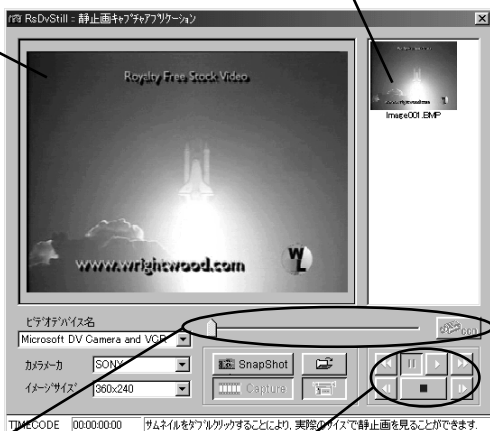 RsDvStill : 静止画ｷｬﾌﾟﾁｬｱﾌﾟﾘｹｰｼｮﾝ
Royalty Free Stock Video
www.wrightwood.com
WL
Image001.BMP
ﾋﾞﾃﾞｵﾃﾞﾊﾞｲｽ名
Microsoft DV Camera and VCR
ｶﾒﾗﾒｰｶ
SONY
ｲﾒｰｼﾞｻｲｽﾞ
360x240
SnapShot
Capture
TIMECODE
00:00:00:00
ｻﾑﾈｲﾙをﾀﾞﾌﾞﾙｸﾘｯｸすることにより、実際のｻｲｽﾞで静止画を見ることができます.